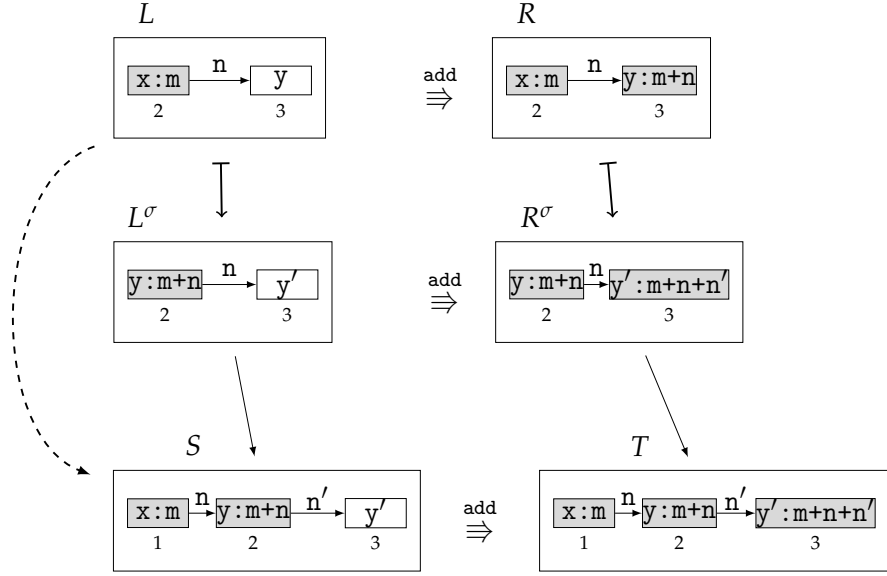 L R
x:m n y add ⇛ x:m n y:m+n
2 3 2 3
L^σ R^σ
y:m+n n y′ add ⇛ y:m+n n y′:m+n+n′
2 3 2 3
S T
x:m n y:m+n n′ y′ add ⇛ x:m n y:m+n n′ y′:m+n+n′
1 2 3 1 2 3